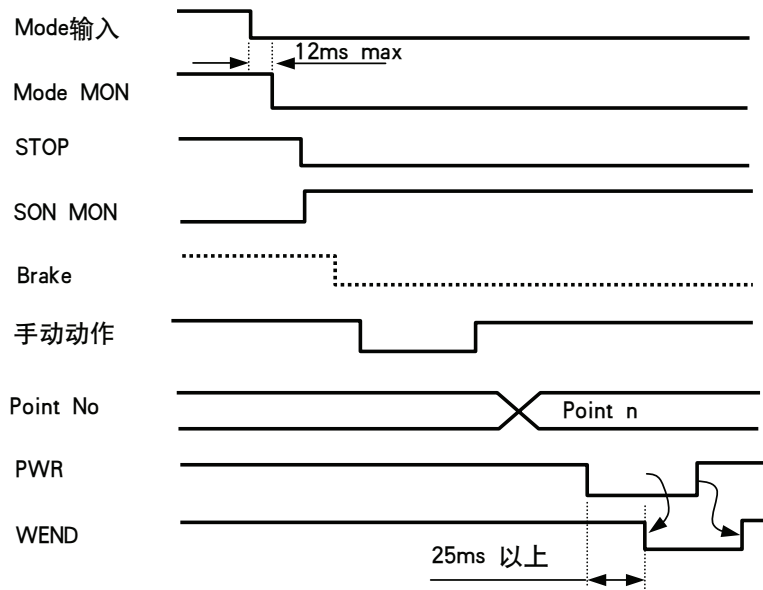 Mode输入
12ms max
Mode MON
STOP
SON MON
Brake
手动动作
Point No
Point n
PWR
WEND
25ms 以上